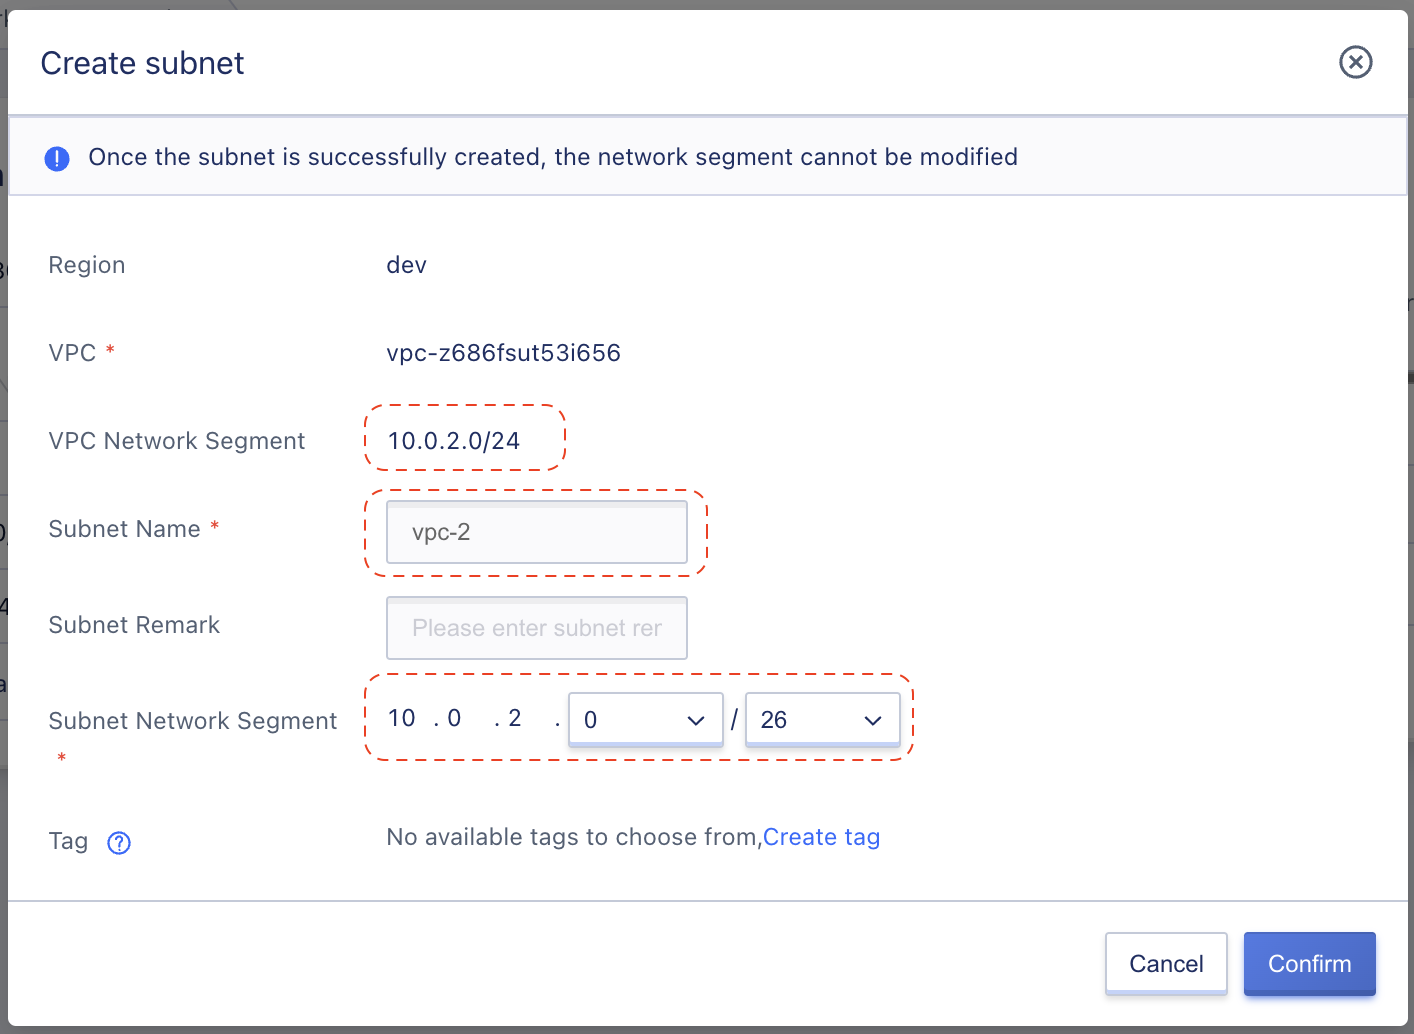 Create subnet
Once the subnet is successfully created, the network segment cannot be modified
Region dev
VPC * vpc-z686fsut53i656
VPC Network Segment 10.0.2.0/24
Subnet Name * vpc-2
Subnet Remark Please enter subnet rer
Subnet Network Segment 10 . 0 . 2 . 0 / 26
*
Tag ? No available tags to choose from,Create tag
Cancel Confirm